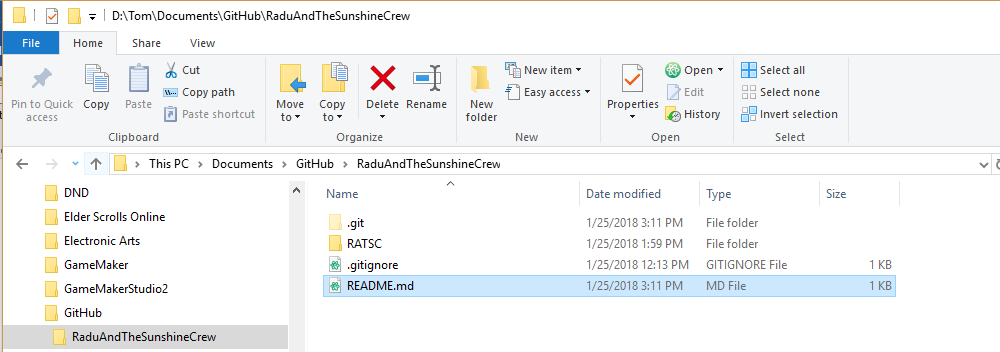 D:\Tom\Documents\GitHub\RaduAndTheSunshineCrew
File Home Share View
Pin to Quick access
Copy
Paste
Cut
Copy path
Paste shortcut
Clipboard
Move to
Copy to
Delete
Rename
Organize
New folder
New item
Easy access
New
Properties
Open
Edit
History
Open
Select all
Select none
Invert selection
Select
This PC > Documents > GitHub > RaduAndTheSunshineCrew
DND
Elder Scrolls Online
Electronic Arts
GameMaker
GameMakerStudio2
GitHub
RaduAndTheSunshineCrew
Name Date modified Type Size
.git 1/25/2018 3:11 PM File folder
RATSC 1/25/2018 1:59 PM File folder
.gitignore 1/25/2018 12:13 PM GITIGNORE File 1 KB
README.md 1/25/2018 3:11 PM MD File 1 KB